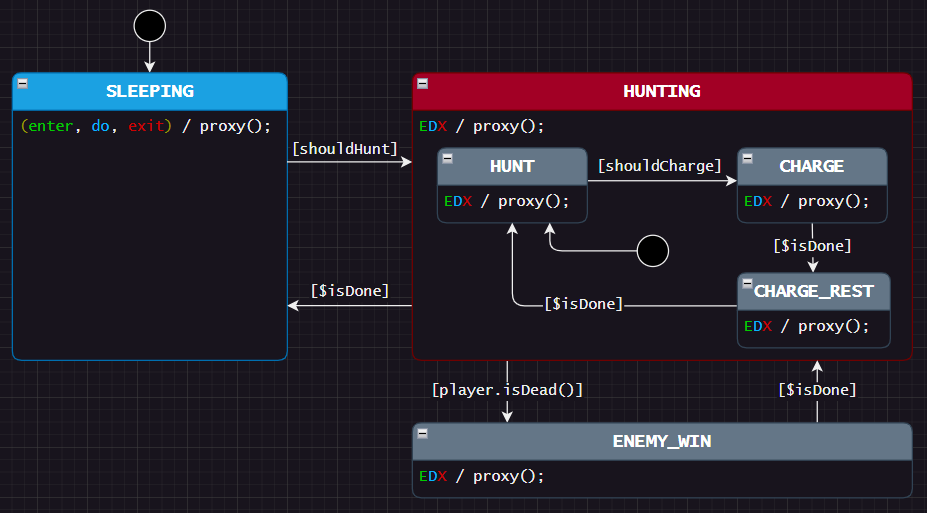 SLEEPING
(enter, do, exit) / proxy();
[shouldHunt]
[$isDone]
HUNTING
EDX / proxy();
HUNT
EDX / proxy();
[shouldCharge]
CHARGE
EDX / proxy();
[$isDone]
CHARGE_REST
EDX / proxy();
[$isDone]
[player.isDead()]
[$isDone]
ENEMY_WIN
EDX / proxy();